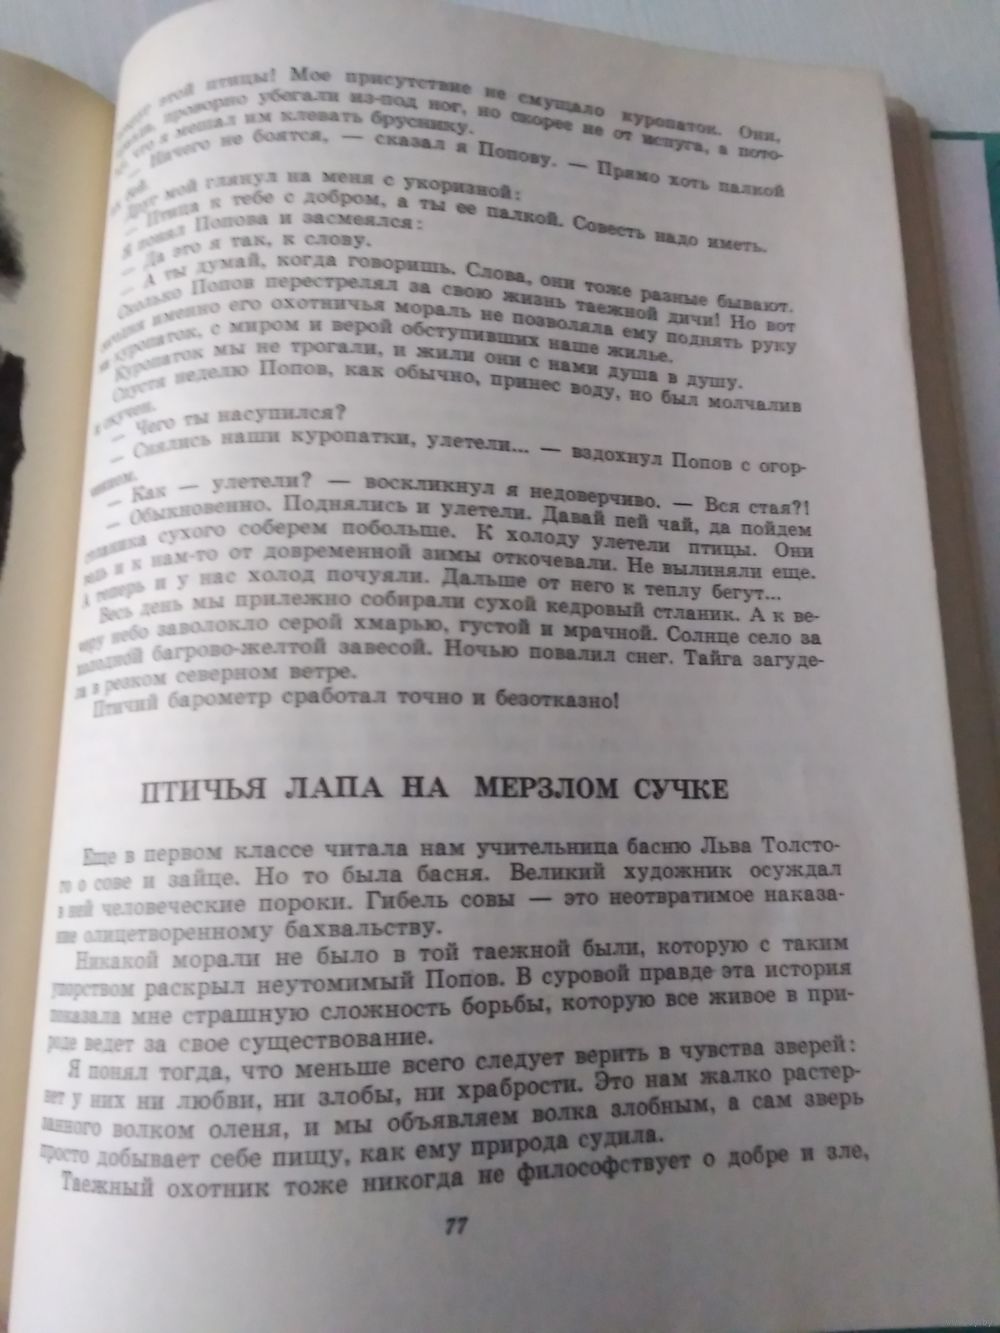 этой птицы! Мое присутствие не смущало куропаток. Они,
проворно убегали из-под ног, но скорее не от испуга, а пото-
что я мешал им клевать бруснику.
— Ничего не боятся, — сказал я Попову. — Прямо хоть палкой
их бей.
Друг мой глянул на меня с укоризной:
— Птица к тебе с добром, а ты ее палкой. Совесть надо иметь.
Я понял Попова и засмеялся:
— Да это я так, к слову.
— А ты думай, когда говоришь. Слова, они тоже разные бывают.
Сколько Попов перестрелял за свою жизнь таежной дичи! Но вот
именно его охотничья мораль не позволяла ему поднять руку
на куропаток, с миром и верой обступивших наше жилье.
Куропаток мы не трогали, и жили они с нами душа в душу.
Спустя неделю Попов, как обычно, принес воду, но был молчалив
и скучен.
— Чего ты насупился?
— Снялись наши куропатки, улетели... — вздохнул Попов с огор-
чением.
— Как — улетели? — воскликнул я недоверчиво. — Вся стая?!
— Обыкновенно. Поднялись и улетели. Давай пей чай, да пойдем
стланика сухого соберем побольше. К холоду улетели птицы. Они
ведь и к нам-то от довременной зимы откочевали. Не вылиняли еще.
А теперь и у нас холод почуяли. Дальше от него к теплу бегут...
Весь день мы прилежно собирали сухой кедровый стланик. А к ве-
черу небо заволокло серой хмарью, густой и мрачной. Солнце село за
холодной багрово-желтой завесой. Ночью повалил снег. Тайга загуде-
ла в резком северном ветре.
Птичий барометр сработал точно и безотказно!
ПТИЧЬЯ ЛАПА НА МЕРЗЛОМ СУЧКЕ
Еще в первом классе читала нам учительница басню Льва Толсто-
го о сове и зайце. Но то была басня. Великий художник осуждал
в ней человеческие пороки. Гибель совы — это неотвратимое наказа-
ние олицетворенному бахвальству.
Никакой морали не было в той таежной были, которую с таким
упорством раскрыл неутомимый Попов. В суровой правде эта история
показала мне страшную сложность борьбы, которую все живое в при-
роде ведет за свое существование.
Я понял тогда, что меньше всего следует верить в чувства зверей:
нет у них ни любви, ни злобы, ни храбрости. Это нам жалко растер-
занного волком оленя, и мы объявляем волка злобным, а сам зверь
просто добывает себе пищу, как ему природа судила.
Таежный охотник тоже никогда не философствует о добре и зле,
77